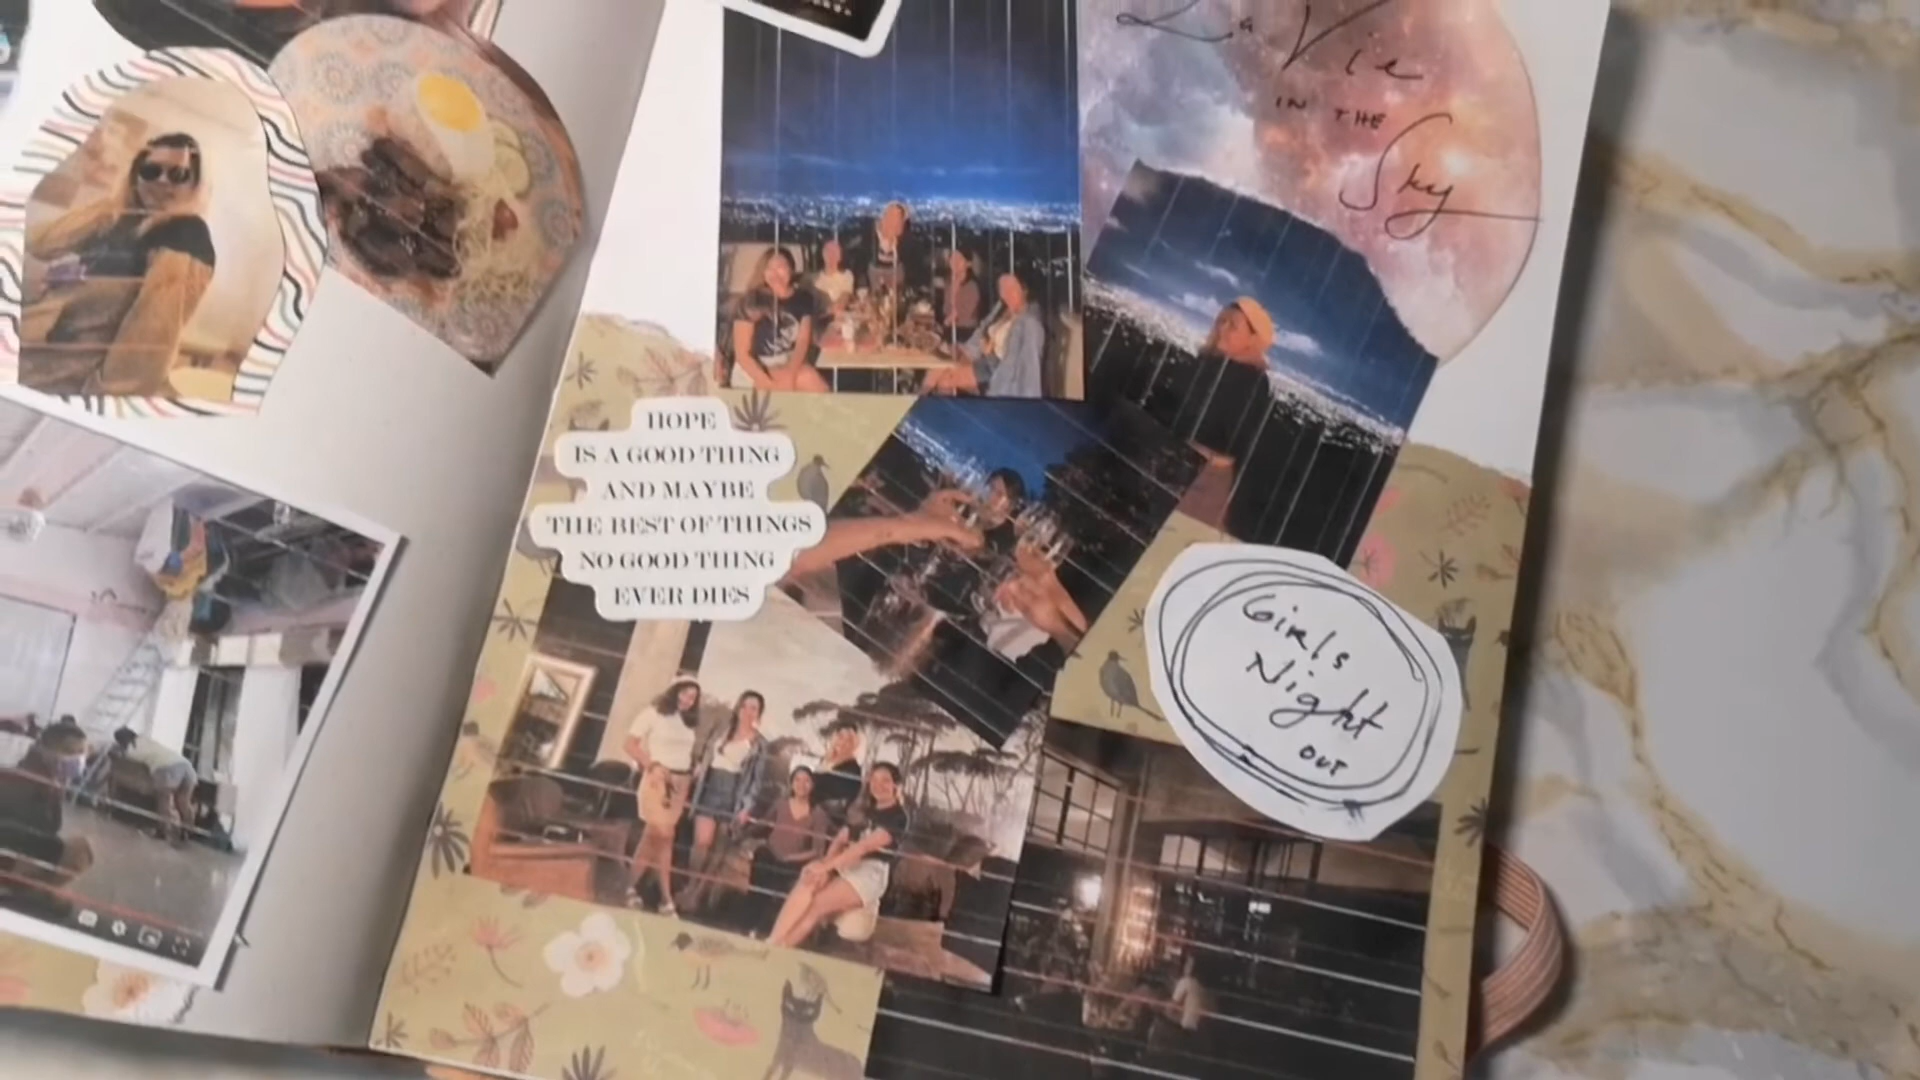 La Vie
IN THE
Sky
HOPE
IS A GOOD THING
AND MAYBE
THE BEST OF THINGS
NO GOOD THING
EVER DIES
Girls
Night
OUT